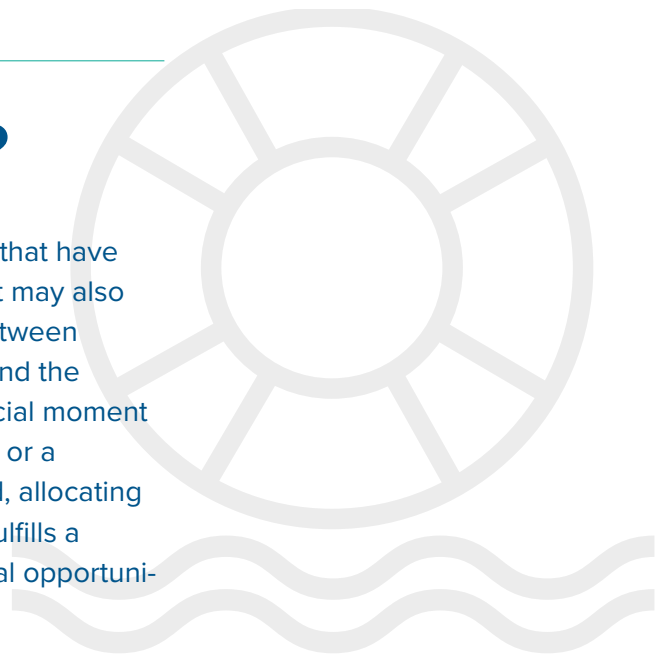 ?
that have
t may also
tween
nd the
cial moment
or a
, allocating
ulfills a
al opportuni-